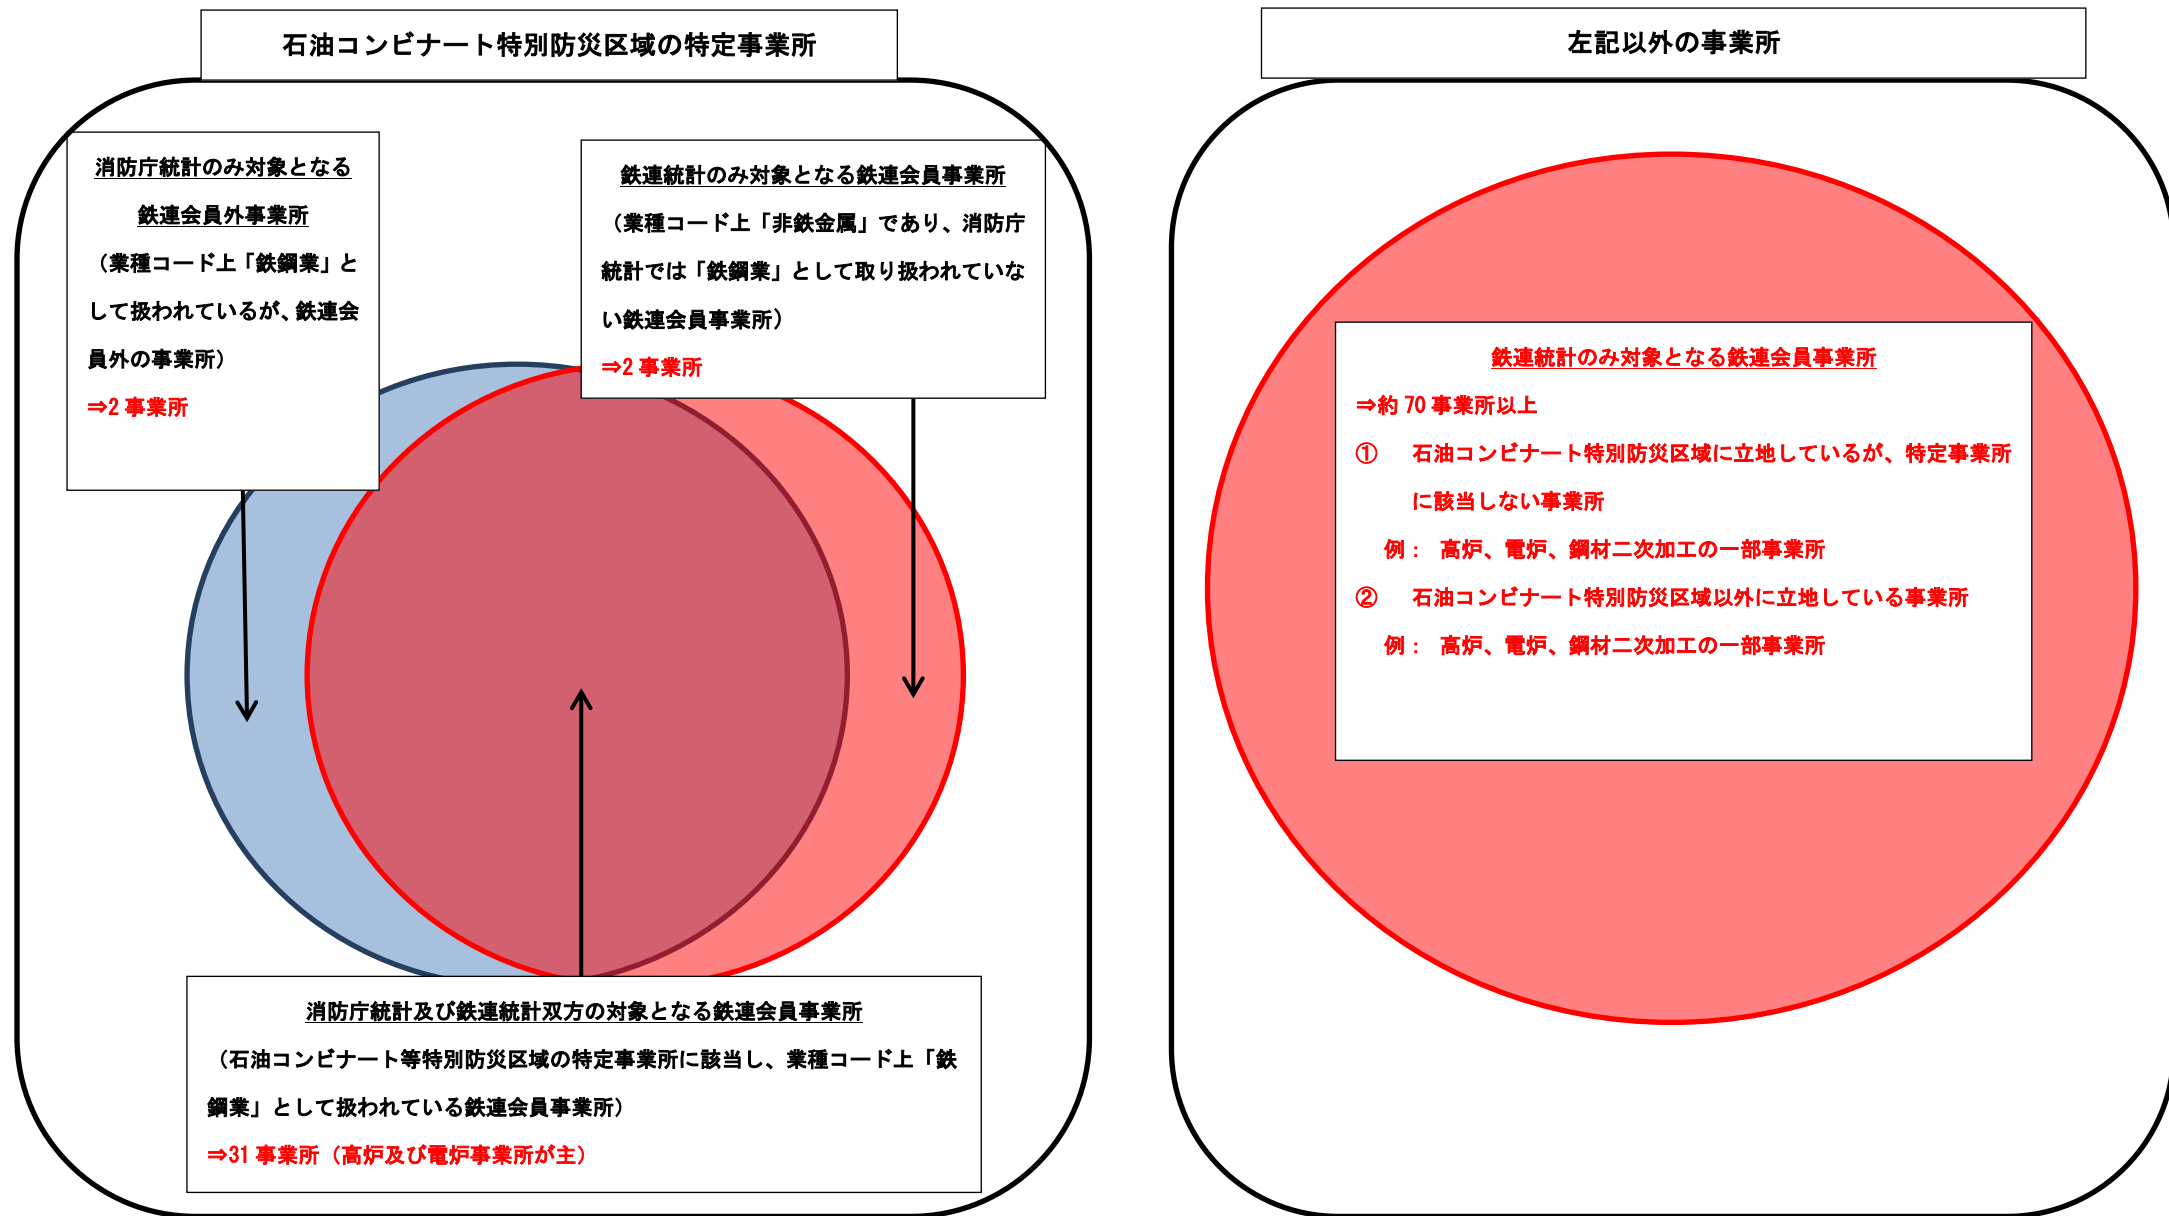 石油コンビナート特別防災区域の特定事業所
消防庁統計のみ対象となる
鉄連会員外事業所
（業種コード上「鉄鋼業」と
して扱われているが、鉄連会
員外の事業所）
⇒2 事業所
鉄連統計のみ対象となる鉄連会員事業所
（業種コード上「非鉄金属」であり、消防庁
統計では「鉄鋼業」として取り扱われていな
い鉄連会員事業所）
⇒2 事業所
消防庁統計及び鉄連統計双方の対象となる鉄連会員事業所
（石油コンビナート等特別防災区域の特定事業所に該当し、業種コード上「鉄
鋼業」として扱われている鉄連会員事業所）
⇒31 事業所（高炉及び電炉事業所が主）
左記以外の事業所
鉄連統計のみ対象となる鉄連会員事業所
⇒約 70 事業所以上
① 石油コンビナート特別防災区域に立地しているが、特定事業所
に該当しない事業所
例： 高炉、電炉、鋼材二次加工の一部事業所
② 石油コンビナート特別防災区域以外に立地している事業所
例： 高炉、電炉、鋼材二次加工の一部事業所